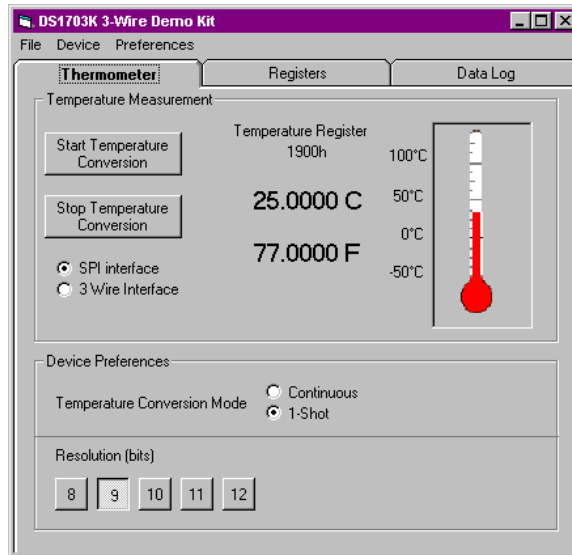 DS1703K 3-Wire Demo Kit
File Device Preferences
Thermometer Registers Data Log
Temperature Measurement
Start Temperature
Conversion
Stop Temperature
Conversion
SPI interface
3 Wire Interface
Temperature Register
1900h
25.0000 C
77.0000 F
100°C
50°C
0°C
-50°C
Device Preferences
Temperature Conversion Mode
Continuous
1-Shot
Resolution (bits)
8 9 10 11 12